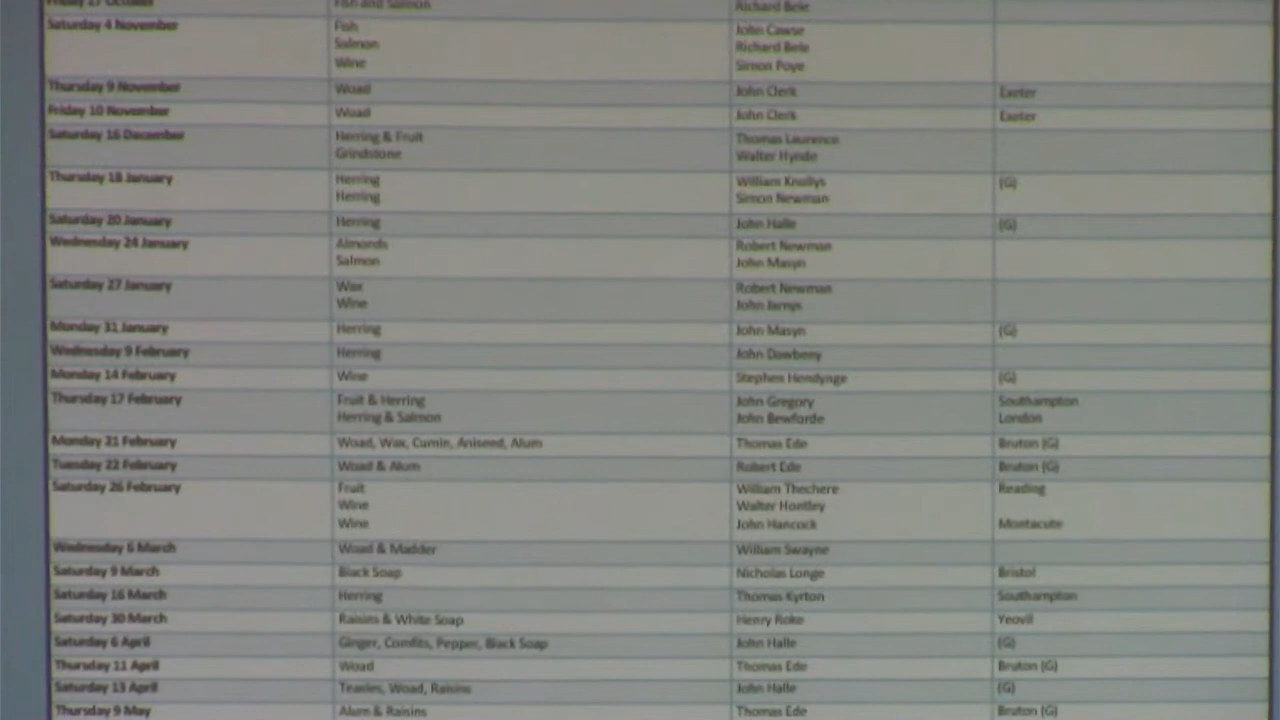 Friday 27 October Fish and Salmon Richard Bele
Saturday 4 November Fish John Cawse
Salmon Richard Bele
Wine Simon Poye
Thursday 9 November Woad John Clerk Exeter
Friday 10 November Woad John Clerk Exeter
Saturday 16 December Herring & Fruit Thomas Laurence
Grindstone Walter Hynde
Thursday 18 January Herring William Knollys (G)
Herring Simon Newman
Saturday 20 January Herring John Halle (G)
Wednesday 24 January Almonds Robert Newman
Salmon John Masyn
Saturday 27 January Wax Robert Newman
Wine John Jamys
Monday 31 January Herring John Masyn (G)
Wednesday 9 February Herring John Dawbeny
Monday 14 February Wine Stephen Hendynge (G)
Thursday 17 February Fruit & Herring John Gregory Southampton
Herring & Salmon John Bewforde London
Monday 21 February Woad, Wax, Cumin, Aniseed, Alum Thomas Ede Bruton (G)
Tuesday 22 February Woad & Alum Robert Ede Bruton (G)
Saturday 26 February Fruit William Thechere Reading
Wine Walter Hontley
Wine John Hancock Montacute
Wednesday 6 March Woad & Madder William Swayne
Saturday 9 March Black Soap Nicholas Longe Bristol
Saturday 16 March Herring Thomas Kyrton Southampton
Saturday 30 March Raisins & White Soap Henry Roke Yeovil
Saturday 6 April Ginger, Comfits, Pepper, Black Soap John Halle (G)
Thursday 11 April Woad Thomas Ede Bruton (G)
Saturday 13 April Teasles, Woad, Raisins John Halle (G)
Thursday 9 May Alum & Raisins Thomas Ede Bruton (G)